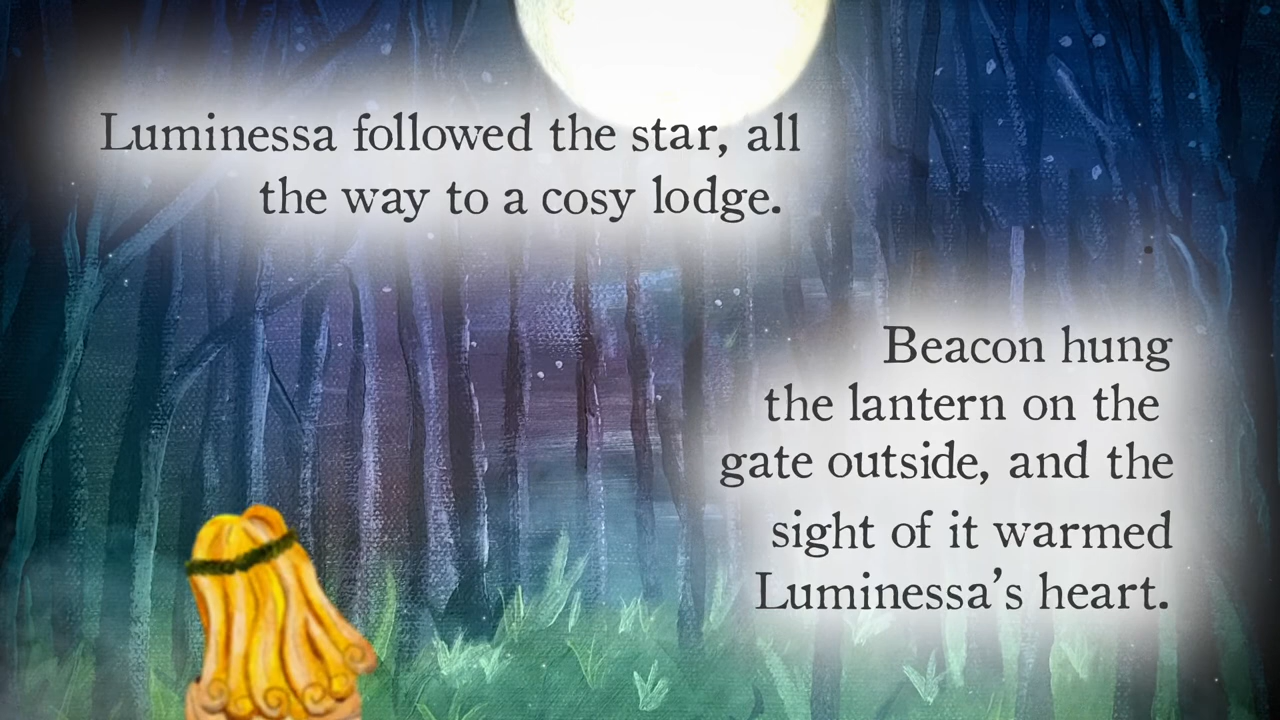 Luminessa followed the star, all
the way to a cosy lodge.
Beacon hung
the lantern on the
gate outside, and the
sight of it warmed
Luminessa's heart.